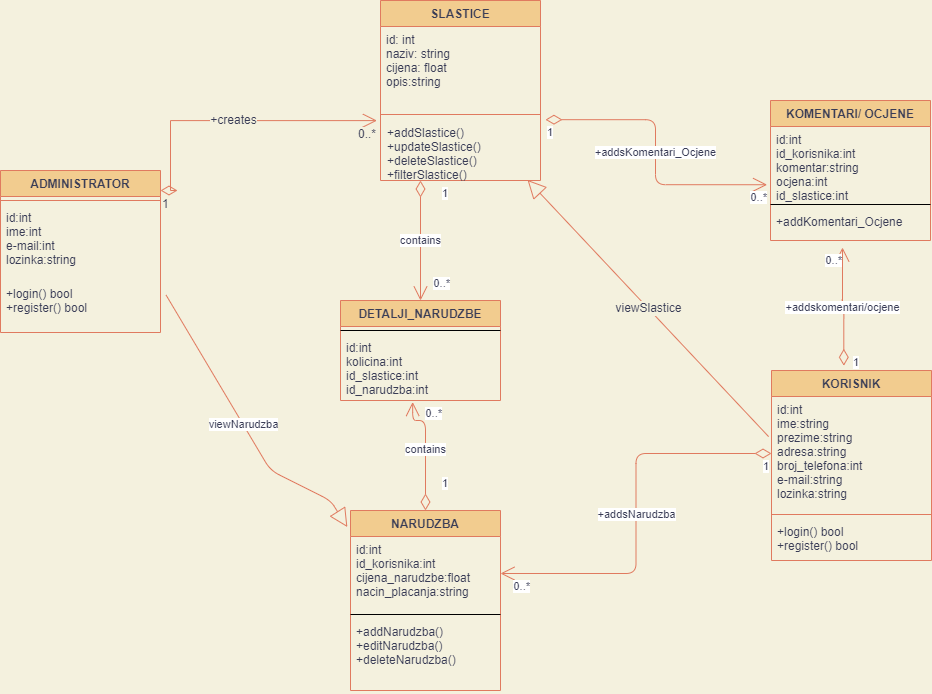 SLASTICE
id: int
naziv: string
cijena: float
opis:string
+addSlastice()
+updateSlastice()
+deleteSlastice()
+filterSlastice()
+creates
0..*
1
ADMINISTRATOR
id:int
ime:int
e-mail:int
lozinka:string
+login() bool
+register() bool
1
+addsKomentari_Ocjene
0..*
KOMENTARI/ OCJENE
id:int
id_korisnika:int
komentar:string
ocjena:int
id_slastice:int
+addKomentari_Ocjene
1
contains
0..*
DETALJI_NARUDZBE
id:int
kolicina:int
id_slastice:int
id_narudzba:int
viewSlastice
0..*
+addskomentari/ocjene
1
KORISNIK
id:int
ime:string
prezime:string
adresa:string
broj_telefona:int
e-mail:string
lozinka:string
+login() bool
+register() bool
viewNarudzba
0..*
contains
1
1
+addsNarudzba
0..*
NARUDZBA
id:int
id_korisnika:int
cijena_narudzbe:float
nacin_placanja:string
+addNarudzba()
+editNarudzba()
+deleteNarudzba()